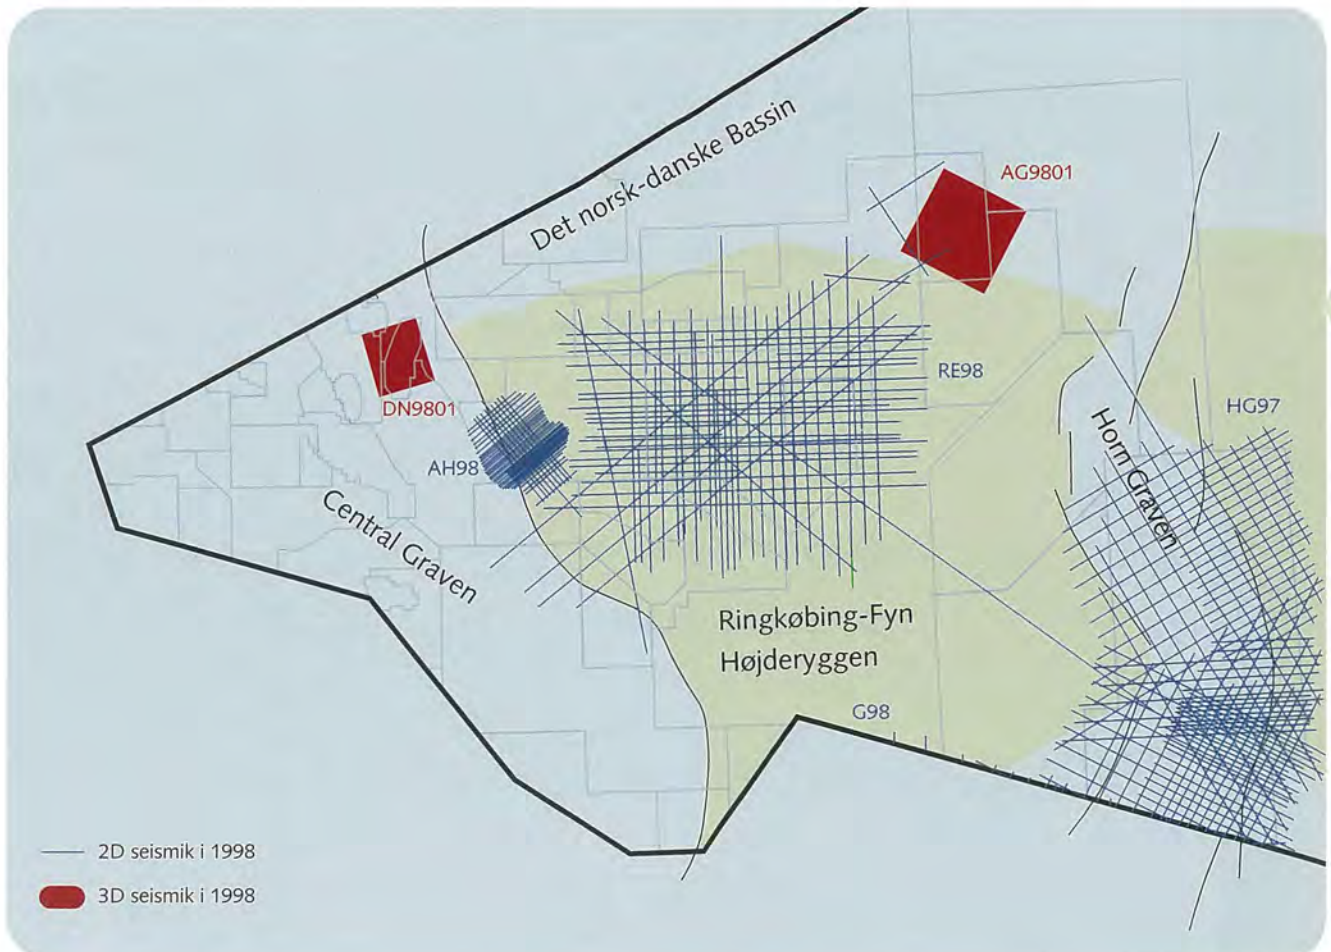 Det norsk-danske Bassin
AG9801
DN9801
RE98
HG97
AH98
Horn Graven
Central Graven
Ringkøbing-Fyn
Højderyggen
G98
2D seismik i 1998
3D seismik i 1998